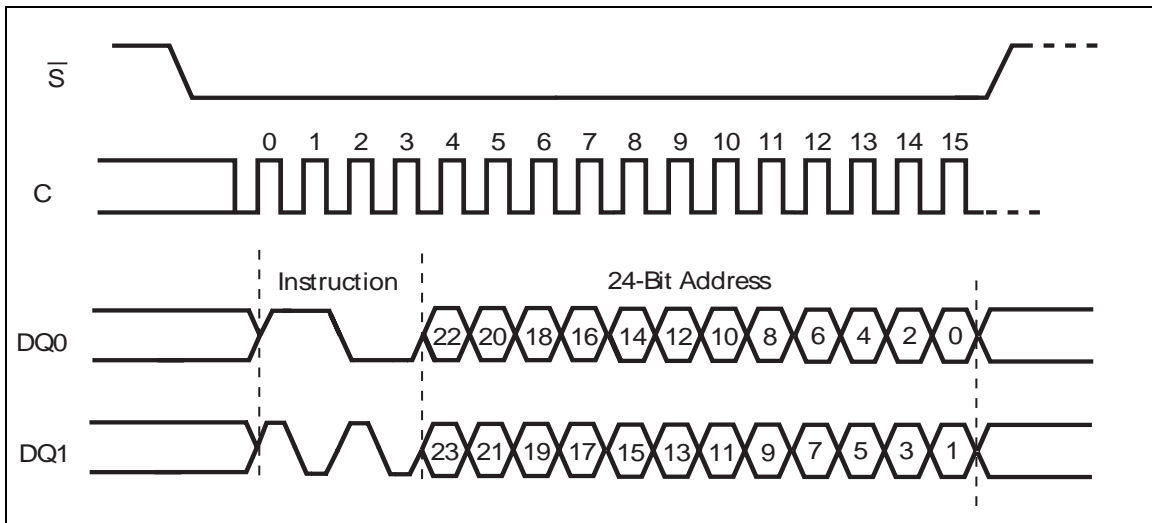 S̅
0 1 2 3 4 5 6 7 8 9 10 11 12 13 14 15
C
Instruction 24-Bit Address
DQ0 22 20 18 16 14 12 10 8 6 4 2 0
DQ1 23 21 19 17 15 13 11 9 7 5 3 1